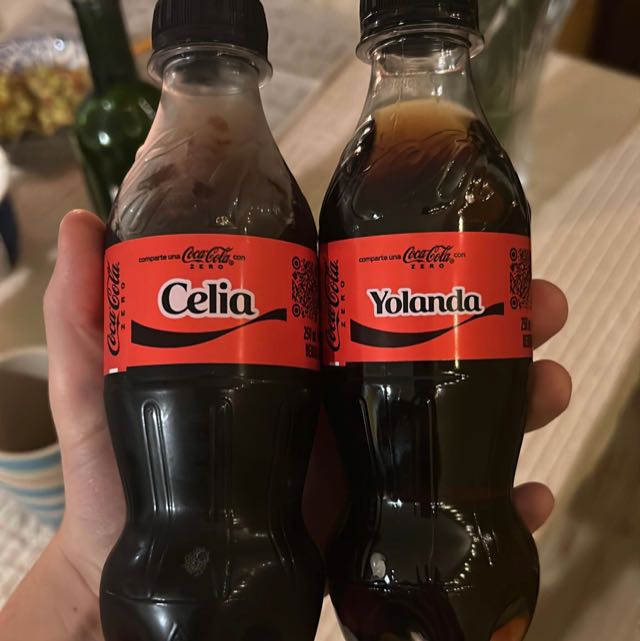 comparte una Coca-Cola con
ZERO
Celia
Coca-Cola
ZERO
comparte una Coca-Cola con
ZERO
Yolanda
Coca-Cola
ZERO